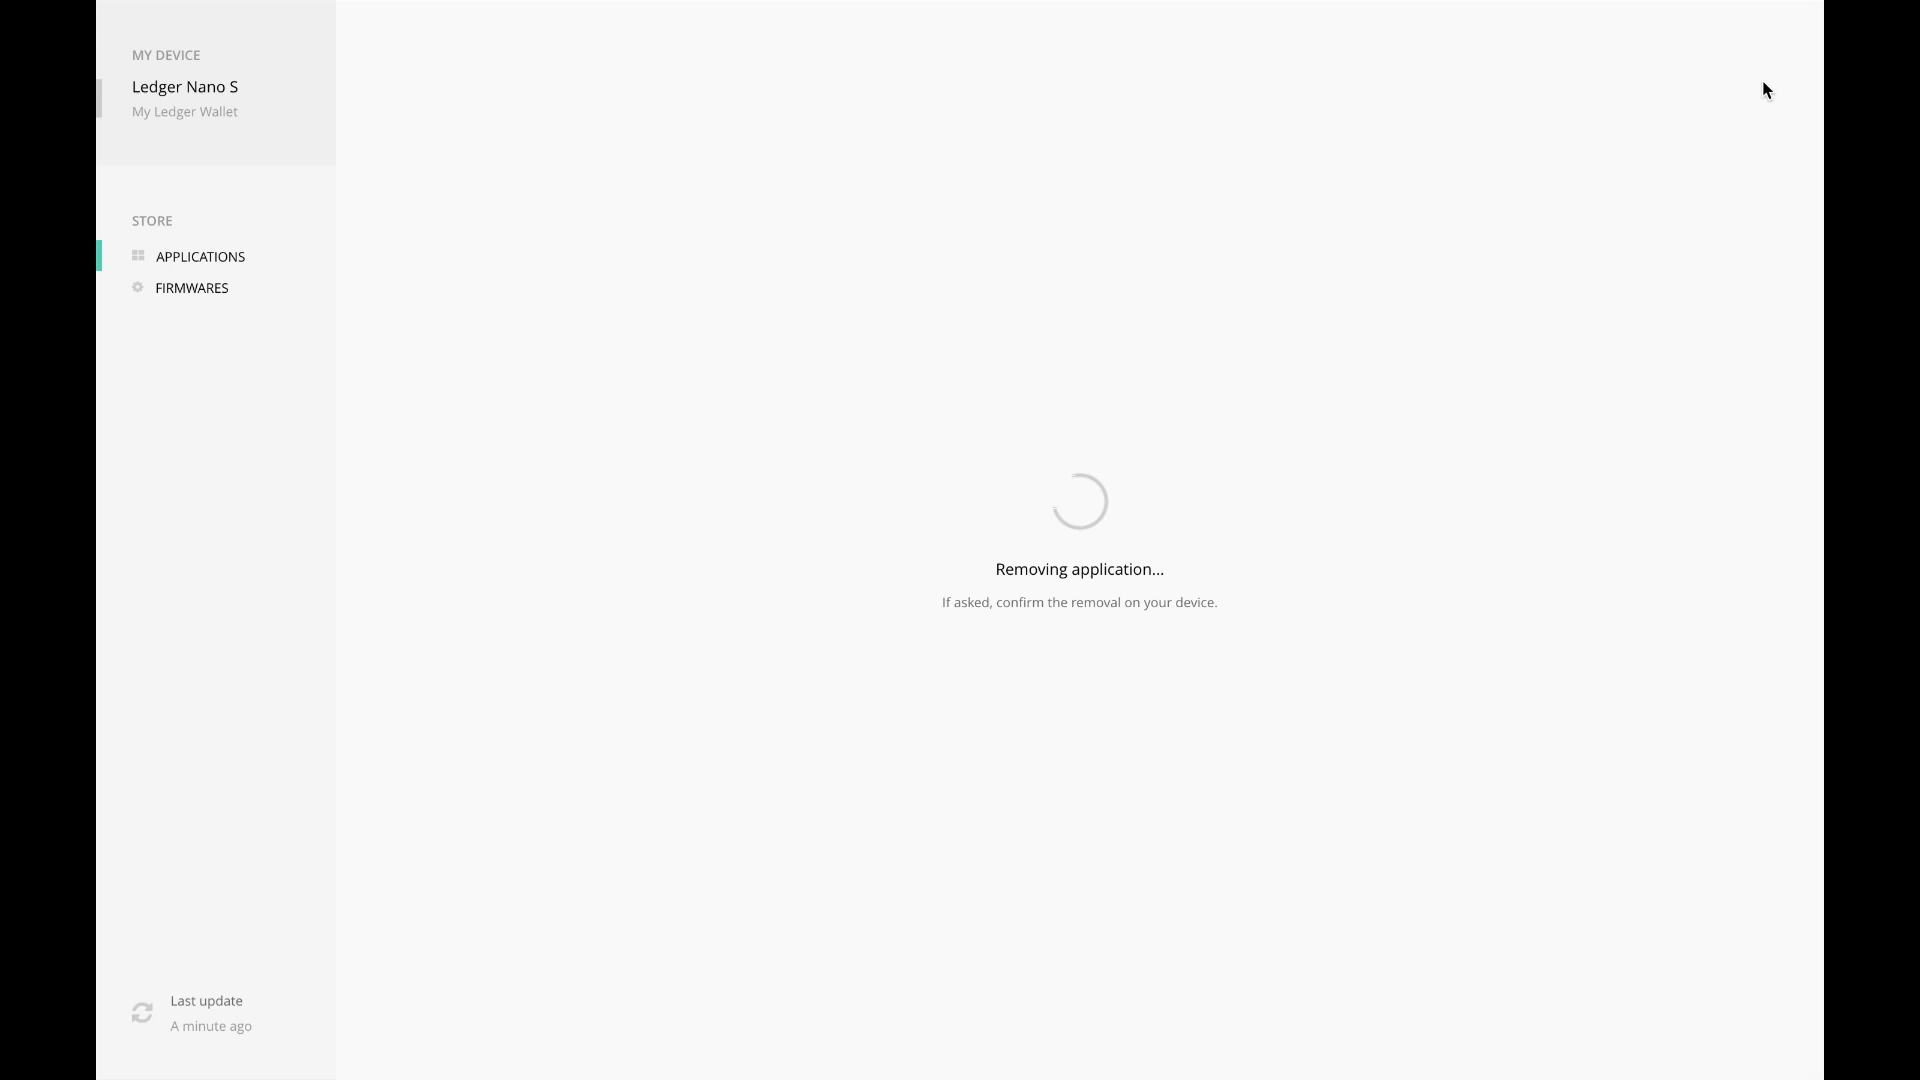 MY DEVICE
Ledger Nano S
My Ledger Wallet
STORE
APPLICATIONS
FIRMWARES
Removing application...
If asked, confirm the removal on your device.
Last update
A minute ago